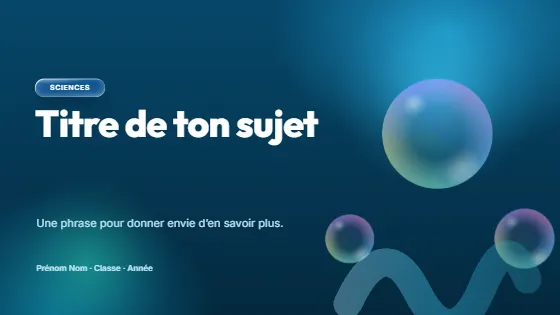 SCIENCES
Titre de ton sujet
Une phrase pour donner envie d'en savoir plus.
Prénom Nom · Classe · Année